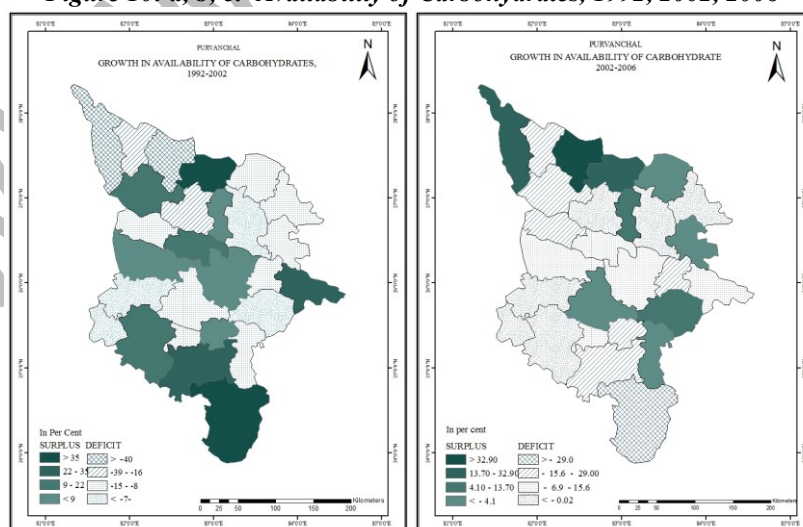 Figure 10. a, b, c: Availability of Carbohydrates, 1992, 2002, 2006
PURVANCHAL
GROWTH IN AVAILABILITY OF CARBOHYDRATES,
1992-2002
N
In Per Cent
SURPLUS DEFICIT
> 35 > -40
22 - 35 -39 - -16
9 - 22 -15 - -8
< 9 < -7-
0 25 50 100 150 200
Kilometers
PURVANCHAL
GROWTH IN AVAILABILITY OF CARBOHYDRATE
2002-2006
N
In per cent
SURPLUS DEFICIT
> 32.90 > - 29.0
13.70 - 32.90 - 15.6 - 29.00
4.10 - 13.70 - 6.9 - 15.6
< - 4.1 < - 0.02
0 25 50 100 150 200
Kilometers